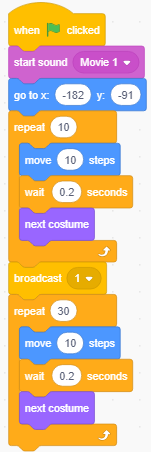 when clicked
start sound Movie 1
go to x: -182 y: -91
repeat 10
move 10 steps
wait 0.2 seconds
next costume
broadcast 1
repeat 30
move 10 steps
wait 0.2 seconds
next costume